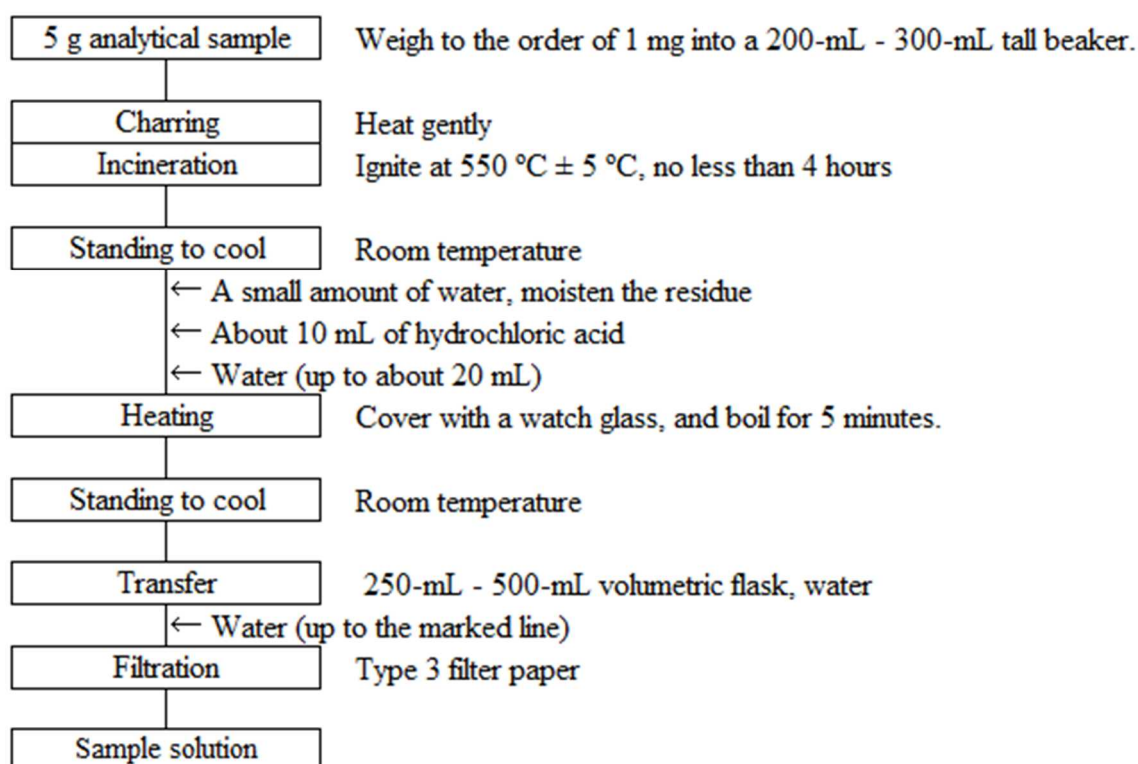 5 g analytical sample Weigh to the order of 1 mg into a 200-mL - 300-mL tall beaker.
Charring Heat gently
Incineration Ignite at 550 ºC ± 5 ºC, no less than 4 hours
Standing to cool Room temperature
← A small amount of water, moisten the residue
← About 10 mL of hydrochloric acid
← Water (up to about 20 mL)
Heating Cover with a watch glass, and boil for 5 minutes.
Standing to cool Room temperature
Transfer 250-mL - 500-mL volumetric flask, water
← Water (up to the marked line)
Filtration Type 3 filter paper
Sample solution